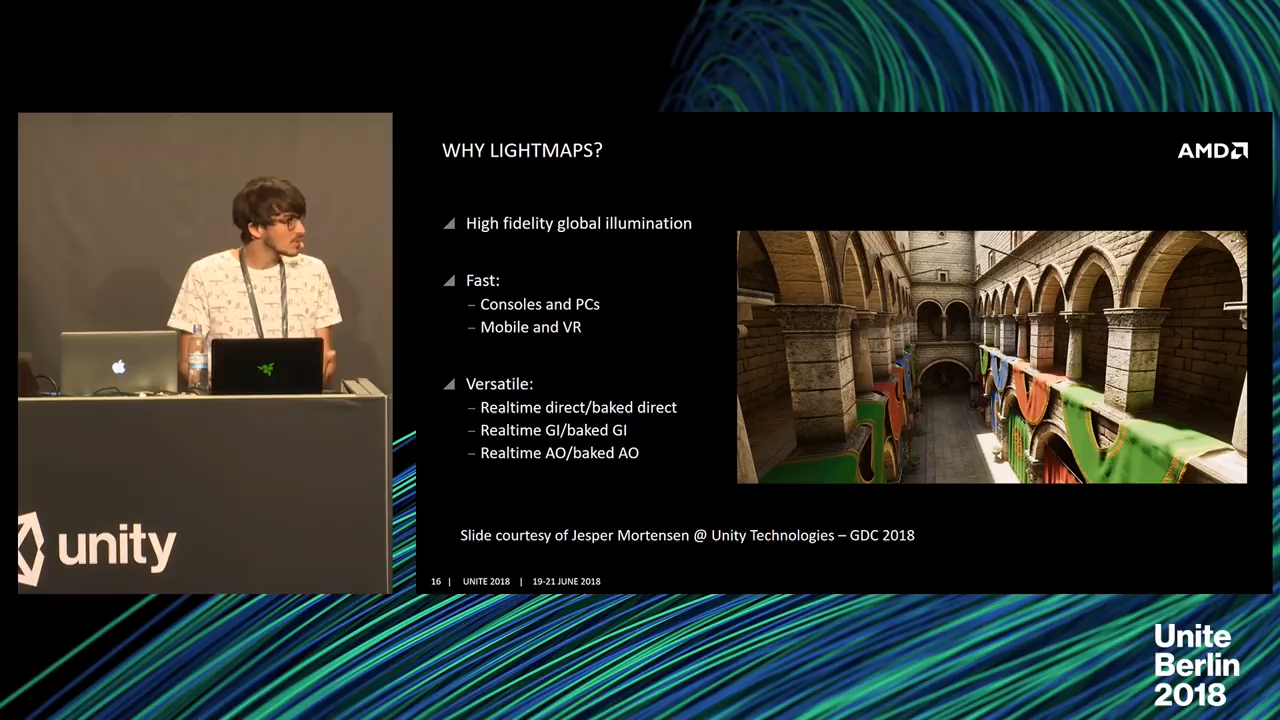 WHY LIGHTMAPS?
AMD
High fidelity global illumination
Fast:
– Consoles and PCs
– Mobile and VR
Versatile:
– Realtime direct/baked direct
– Realtime GI/baked GI
– Realtime AO/baked AO
Slide courtesy of Jesper Mortensen @ Unity Technologies – GDC 2018
16 | UNITE 2018 | 19-21 JUNE 2018
unity
Unite
Berlin
2018